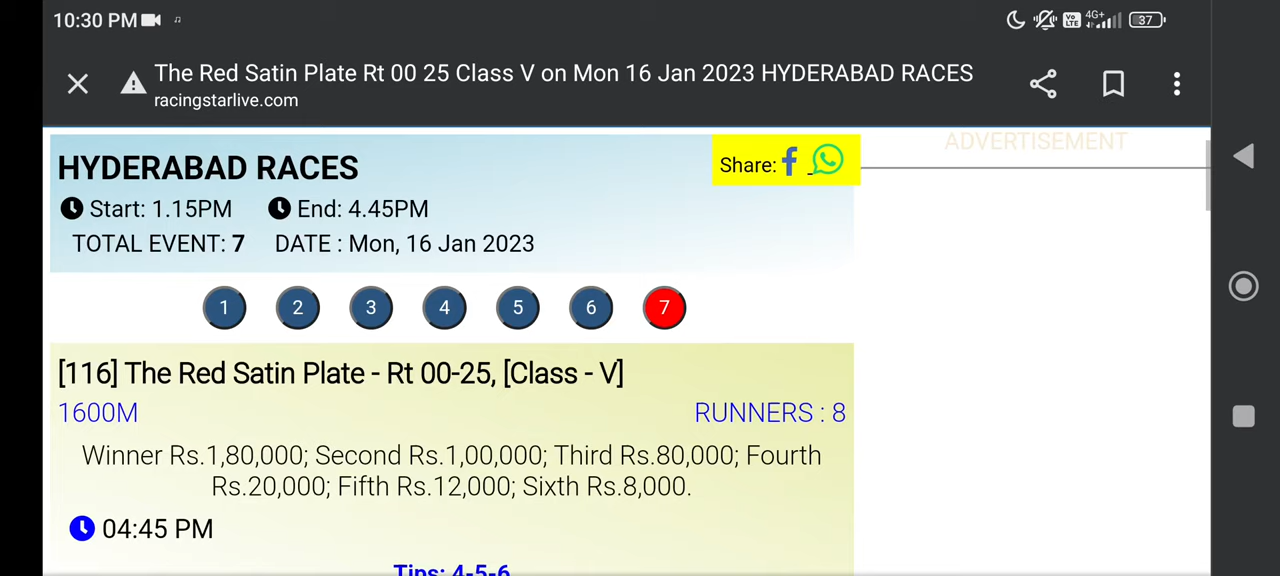 10:30 PM
Vo LTE 4G+ 37
The Red Satin Plate Rt 00 25 Class V on Mon 16 Jan 2023 HYDERABAD RACES
racingstarlive.com
ADVERTISEMENT
HYDERABAD RACES
Share:
Start: 1.15PM End: 4.45PM
TOTAL EVENT: 7 DATE : Mon, 16 Jan 2023
1 2 3 4 5 6 7
[116] The Red Satin Plate - Rt 00-25, [Class - V]
1600M RUNNERS : 8
Winner Rs.1,80,000; Second Rs.1,00,000; Third Rs.80,000; Fourth
Rs.20,000; Fifth Rs.12,000; Sixth Rs.8,000.
04:45 PM
Tips: 4-5-6